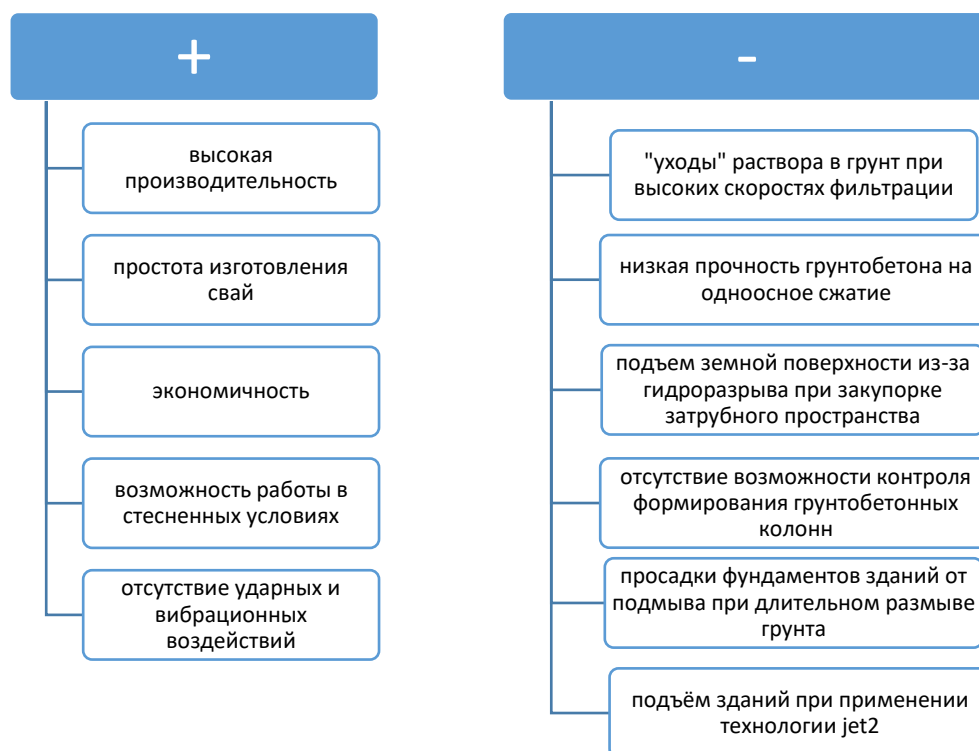 +
высокая
производительность
простота изготовления
свай
экономичность
возможность работы в
стесненных условиях
отсутствие ударных и
вибрационных
воздействий
-
"уходы" раствора в грунт при
высоких скоростях фильтрации
низкая прочность грунтобетона на
одноосное сжатие
подъем земной поверхности из-за
гидроразрыва при закупорке
затрубного пространства
отсутствие возможности контроля
формирования грунтобетонных
колонн
просадки фундаментов зданий от
подмыва при длительном размыве
грунта
подъём зданий при применении
технологии jet2